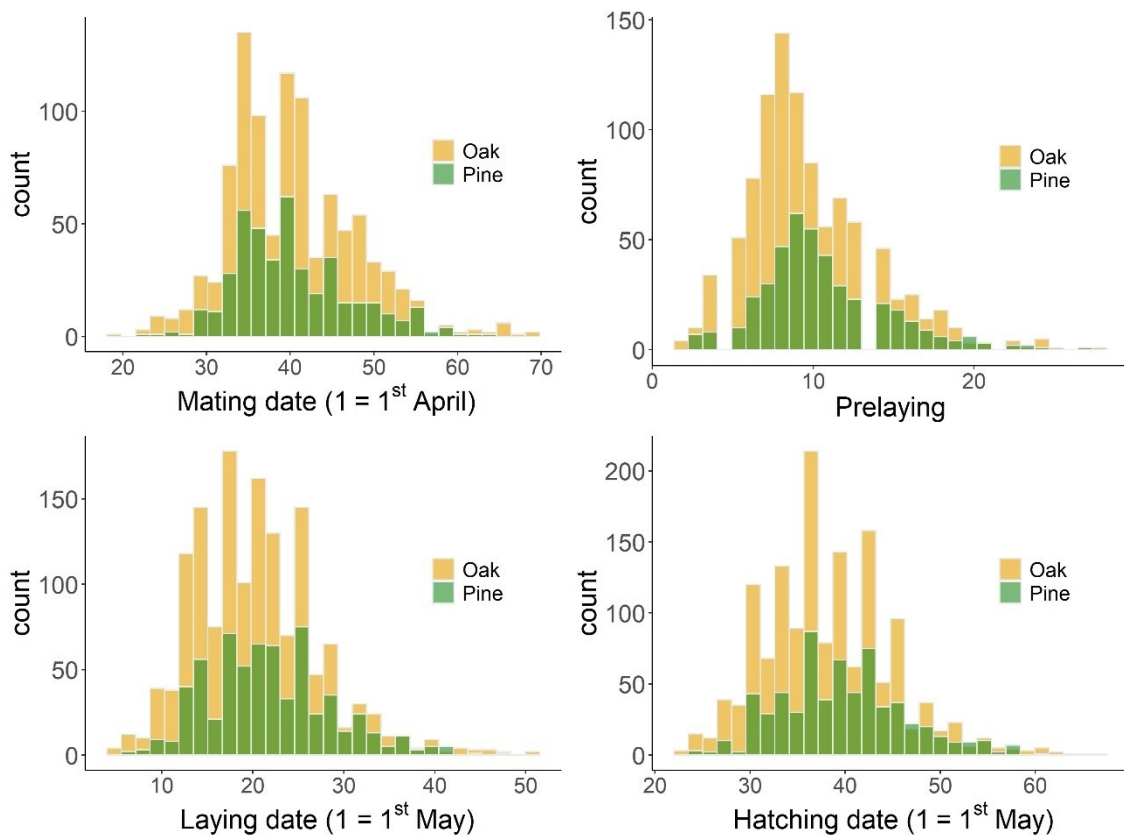 count
100
50
0
Oak
Pine
20 30 40 50 60 70
Mating date (1 = 1st April)
count
150
100
50
0
Oak
Pine
0 10 20
Prelaying
count
150
100
50
0
Oak
Pine
10 20 30 40 50
Laying date (1 = 1st May)
count
200
150
100
50
0
Oak
Pine
20 30 40 50 60
Hatching date (1 = 1st May)